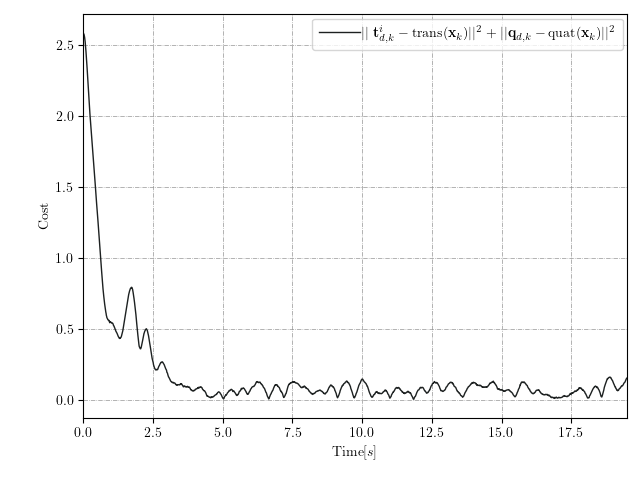 || t^i_{d,k} − trans(x_k)||^2 + ||q_{d,k} − quat(x_k)||^2
2.5
2.0
1.5
1.0
0.5
0.0
Cost
0.0 2.5 5.0 7.5 10.0 12.5 15.0 17.5
Time[s]